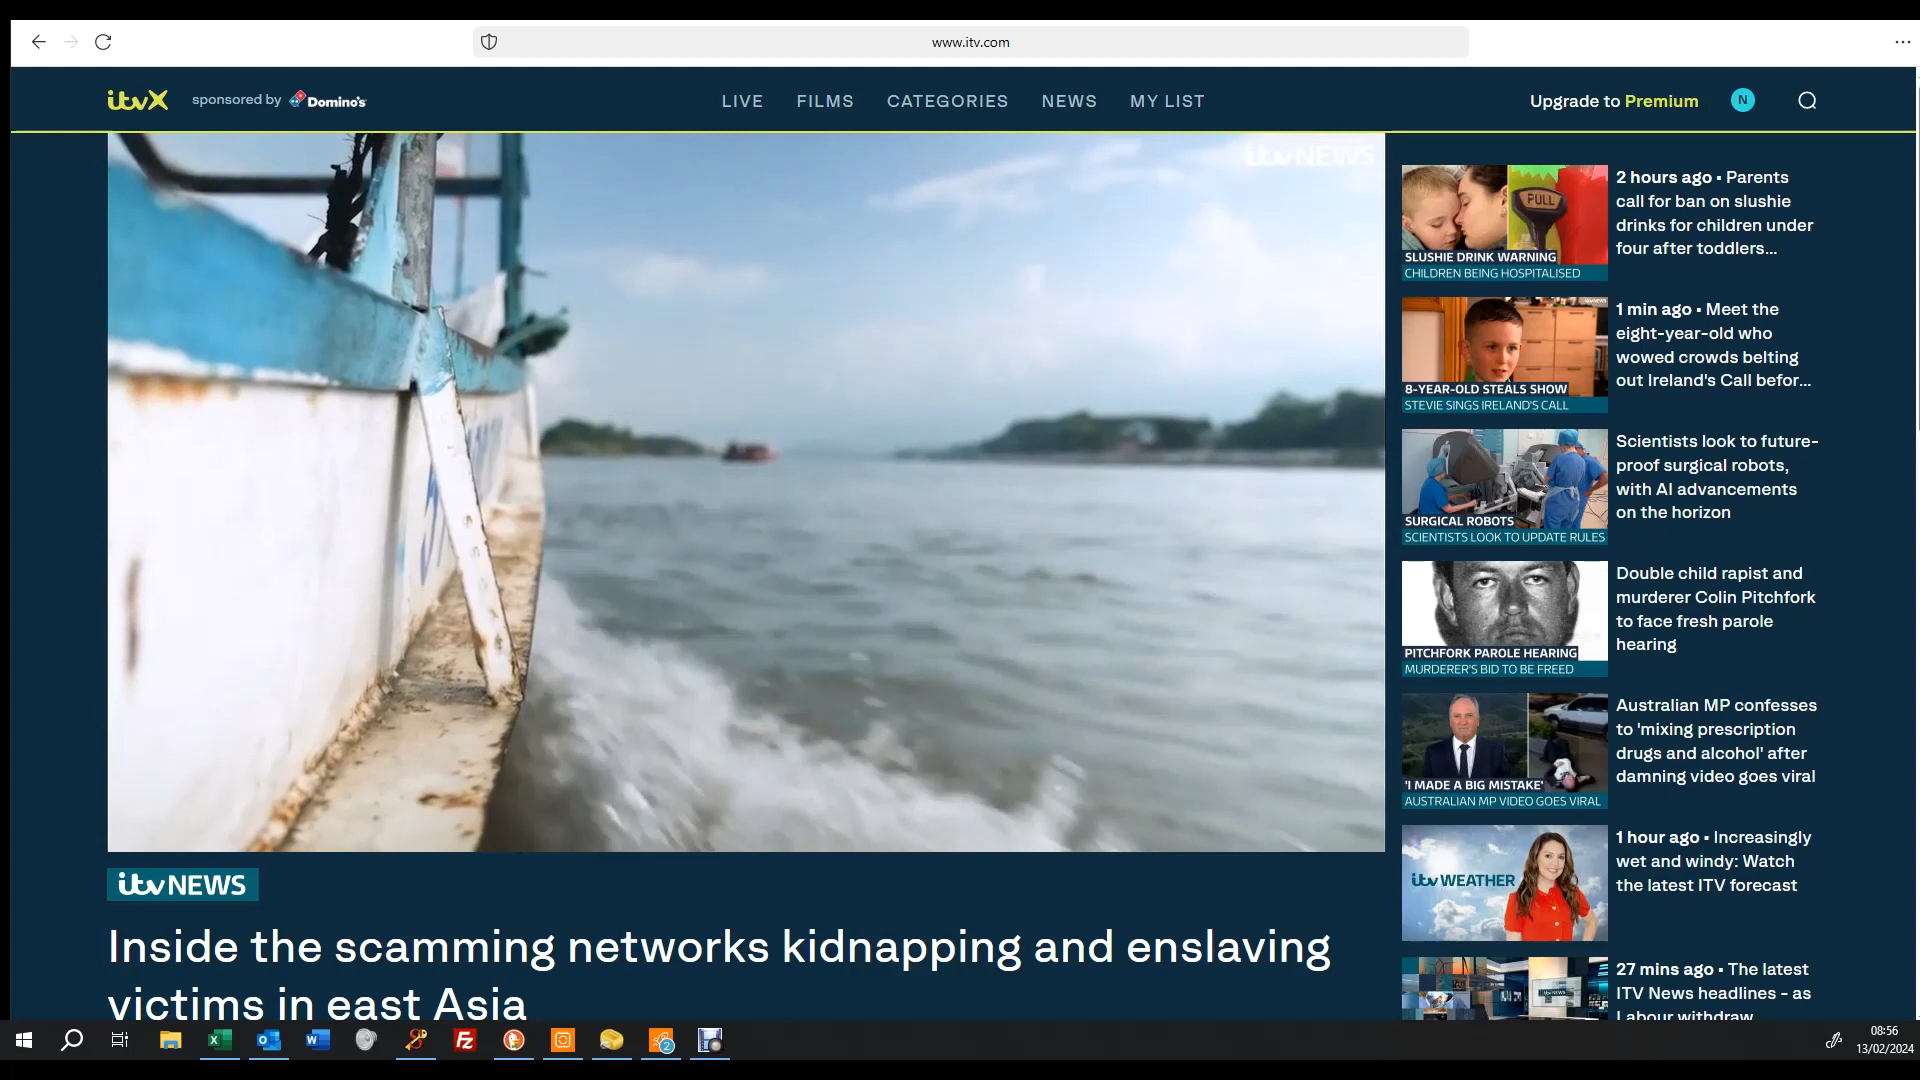 www.itv.com
itvX sponsored by Domino's
LIVE FILMS CATEGORIES NEWS MY LIST
Upgrade to Premium N
itv NEWS
itv NEWS
Inside the scamming networks kidnapping and enslaving
victims in east Asia
PULL
SLUSHIE DRINK WARNING
CHILDREN BEING HOSPITALISED
2 hours ago • Parents
call for ban on slushie
drinks for children under
four after toddlers...
8-YEAR-OLD STEALS SHOW
STEVIE SINGS IRELAND'S CALL
1 min ago • Meet the
eight-year-old who
wowed crowds belting
out Ireland's Call befor...
SURGICAL ROBOTS
SCIENTISTS LOOK TO UPDATE RULES
Scientists look to future-
proof surgical robots,
with AI advancements
on the horizon
PITCHFORK PAROLE HEARING
MURDERER'S BID TO BE FREED
Double child rapist and
murderer Colin Pitchfork
to face fresh parole
hearing
'I MADE A BIG MISTAKE'
AUSTRALIAN MP VIDEO GOES VIRAL
Australian MP confesses
to 'mixing prescription
drugs and alcohol' after
damning video goes viral
itv WEATHER
1 hour ago • Increasingly
wet and windy: Watch
the latest ITV forecast
27 mins ago • The latest
ITV News headlines - as
Labour withdraw
2
08:56
13/02/2024